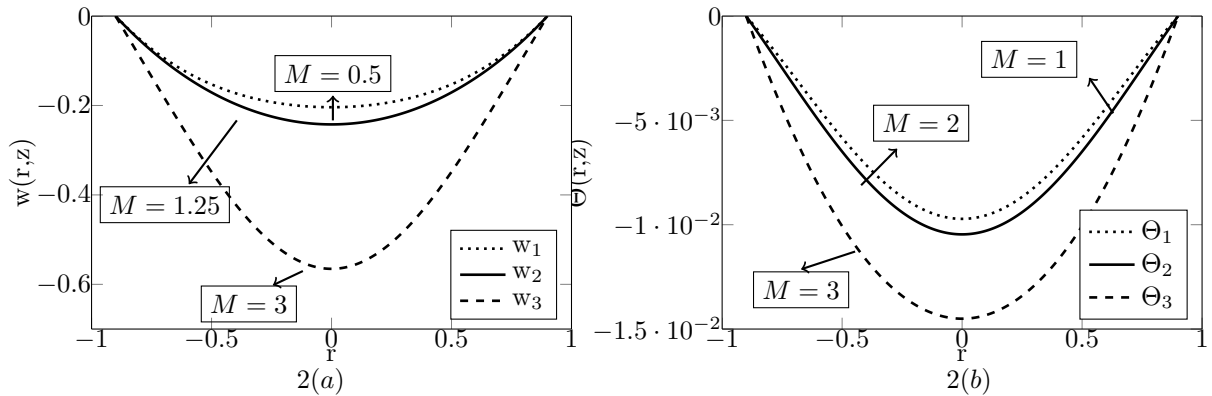 0
−0.2
−0.4
−0.6
w(r,z)
M = 0.5
M = 1.25
M = 3
w1
w2
w3
−1
−0.5
0
0.5
1
r
2(a)
0
−5 · 10−3
−1 · 10−2
−1.5 · 10−2
Θ(r,z)
M = 1
M = 2
M = 3
Θ1
Θ2
Θ3
−1
−0.5
0
0.5
1
r
2(b)